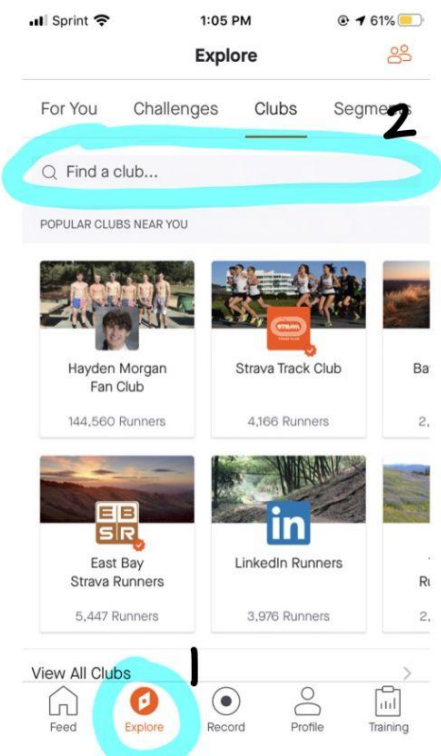 Sprint 1:05 PM 61%
Explore
For You Challenges Clubs Segments
2
Find a club...
POPULAR CLUBS NEAR YOU
STRAVA
Hayden Morgan
Fan Club
Strava Track Club
Ba
144,560 Runners
4,166 Runners
2,
EB
SR
in
East Bay
Strava Runners
LinkedIn Runners
Ru
5,447 Runners
3,976 Runners
2,
View All Clubs
1
Feed Explore Record Profile Training